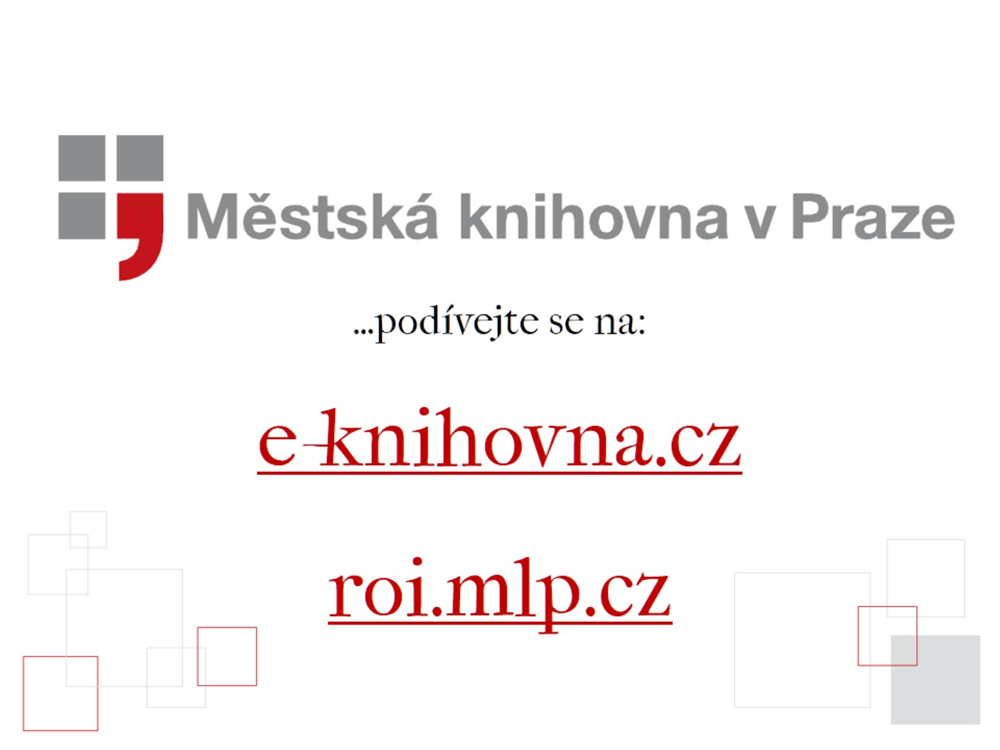 Městská knihovna v Praze
...podívejte se na:
e-knihovna.cz
roi.mlp.cz